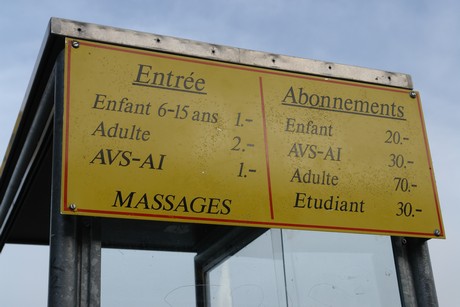 Entrée
Enfant 6-15 ans 1.-
Adulte 2.-
AVS-AI 1.-
MASSAGES
Abonnements
Enfant 20.-
AVS-AI 30.-
Adulte 70.-
Etudiant 30.-